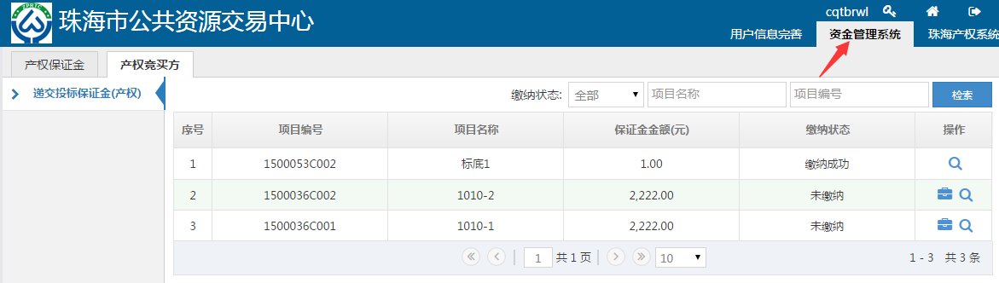 ZPRTC
珠海市公共资源交易中心
cqtbrwl
用户信息完善 资金管理系统 珠海产权系统
产权保证金 产权竞买方
递交投标保证金(产权)
缴纳状态: 全部 项目名称 项目编号 检索
序号 项目编号 项目名称 保证金金额(元) 缴纳状态 操作
1 1500053C002 标底1 1.00 缴纳成功
2 1500036C002 1010-2 2,222.00 未缴纳
3 1500036C001 1010-1 2,222.00 未缴纳
1 共 1 页 10 1 - 3 共 3 条